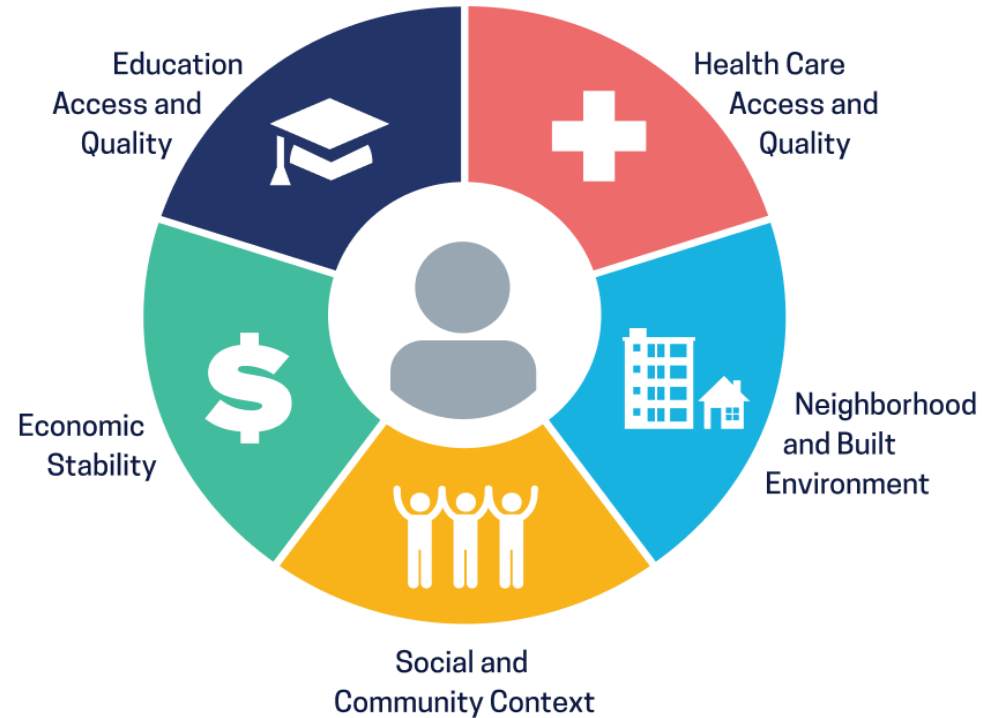 Education
Access and
Quality
Health Care
Access and
Quality
Economic
Stability
Neighborhood
and Built
Environment
Social and
Community Context